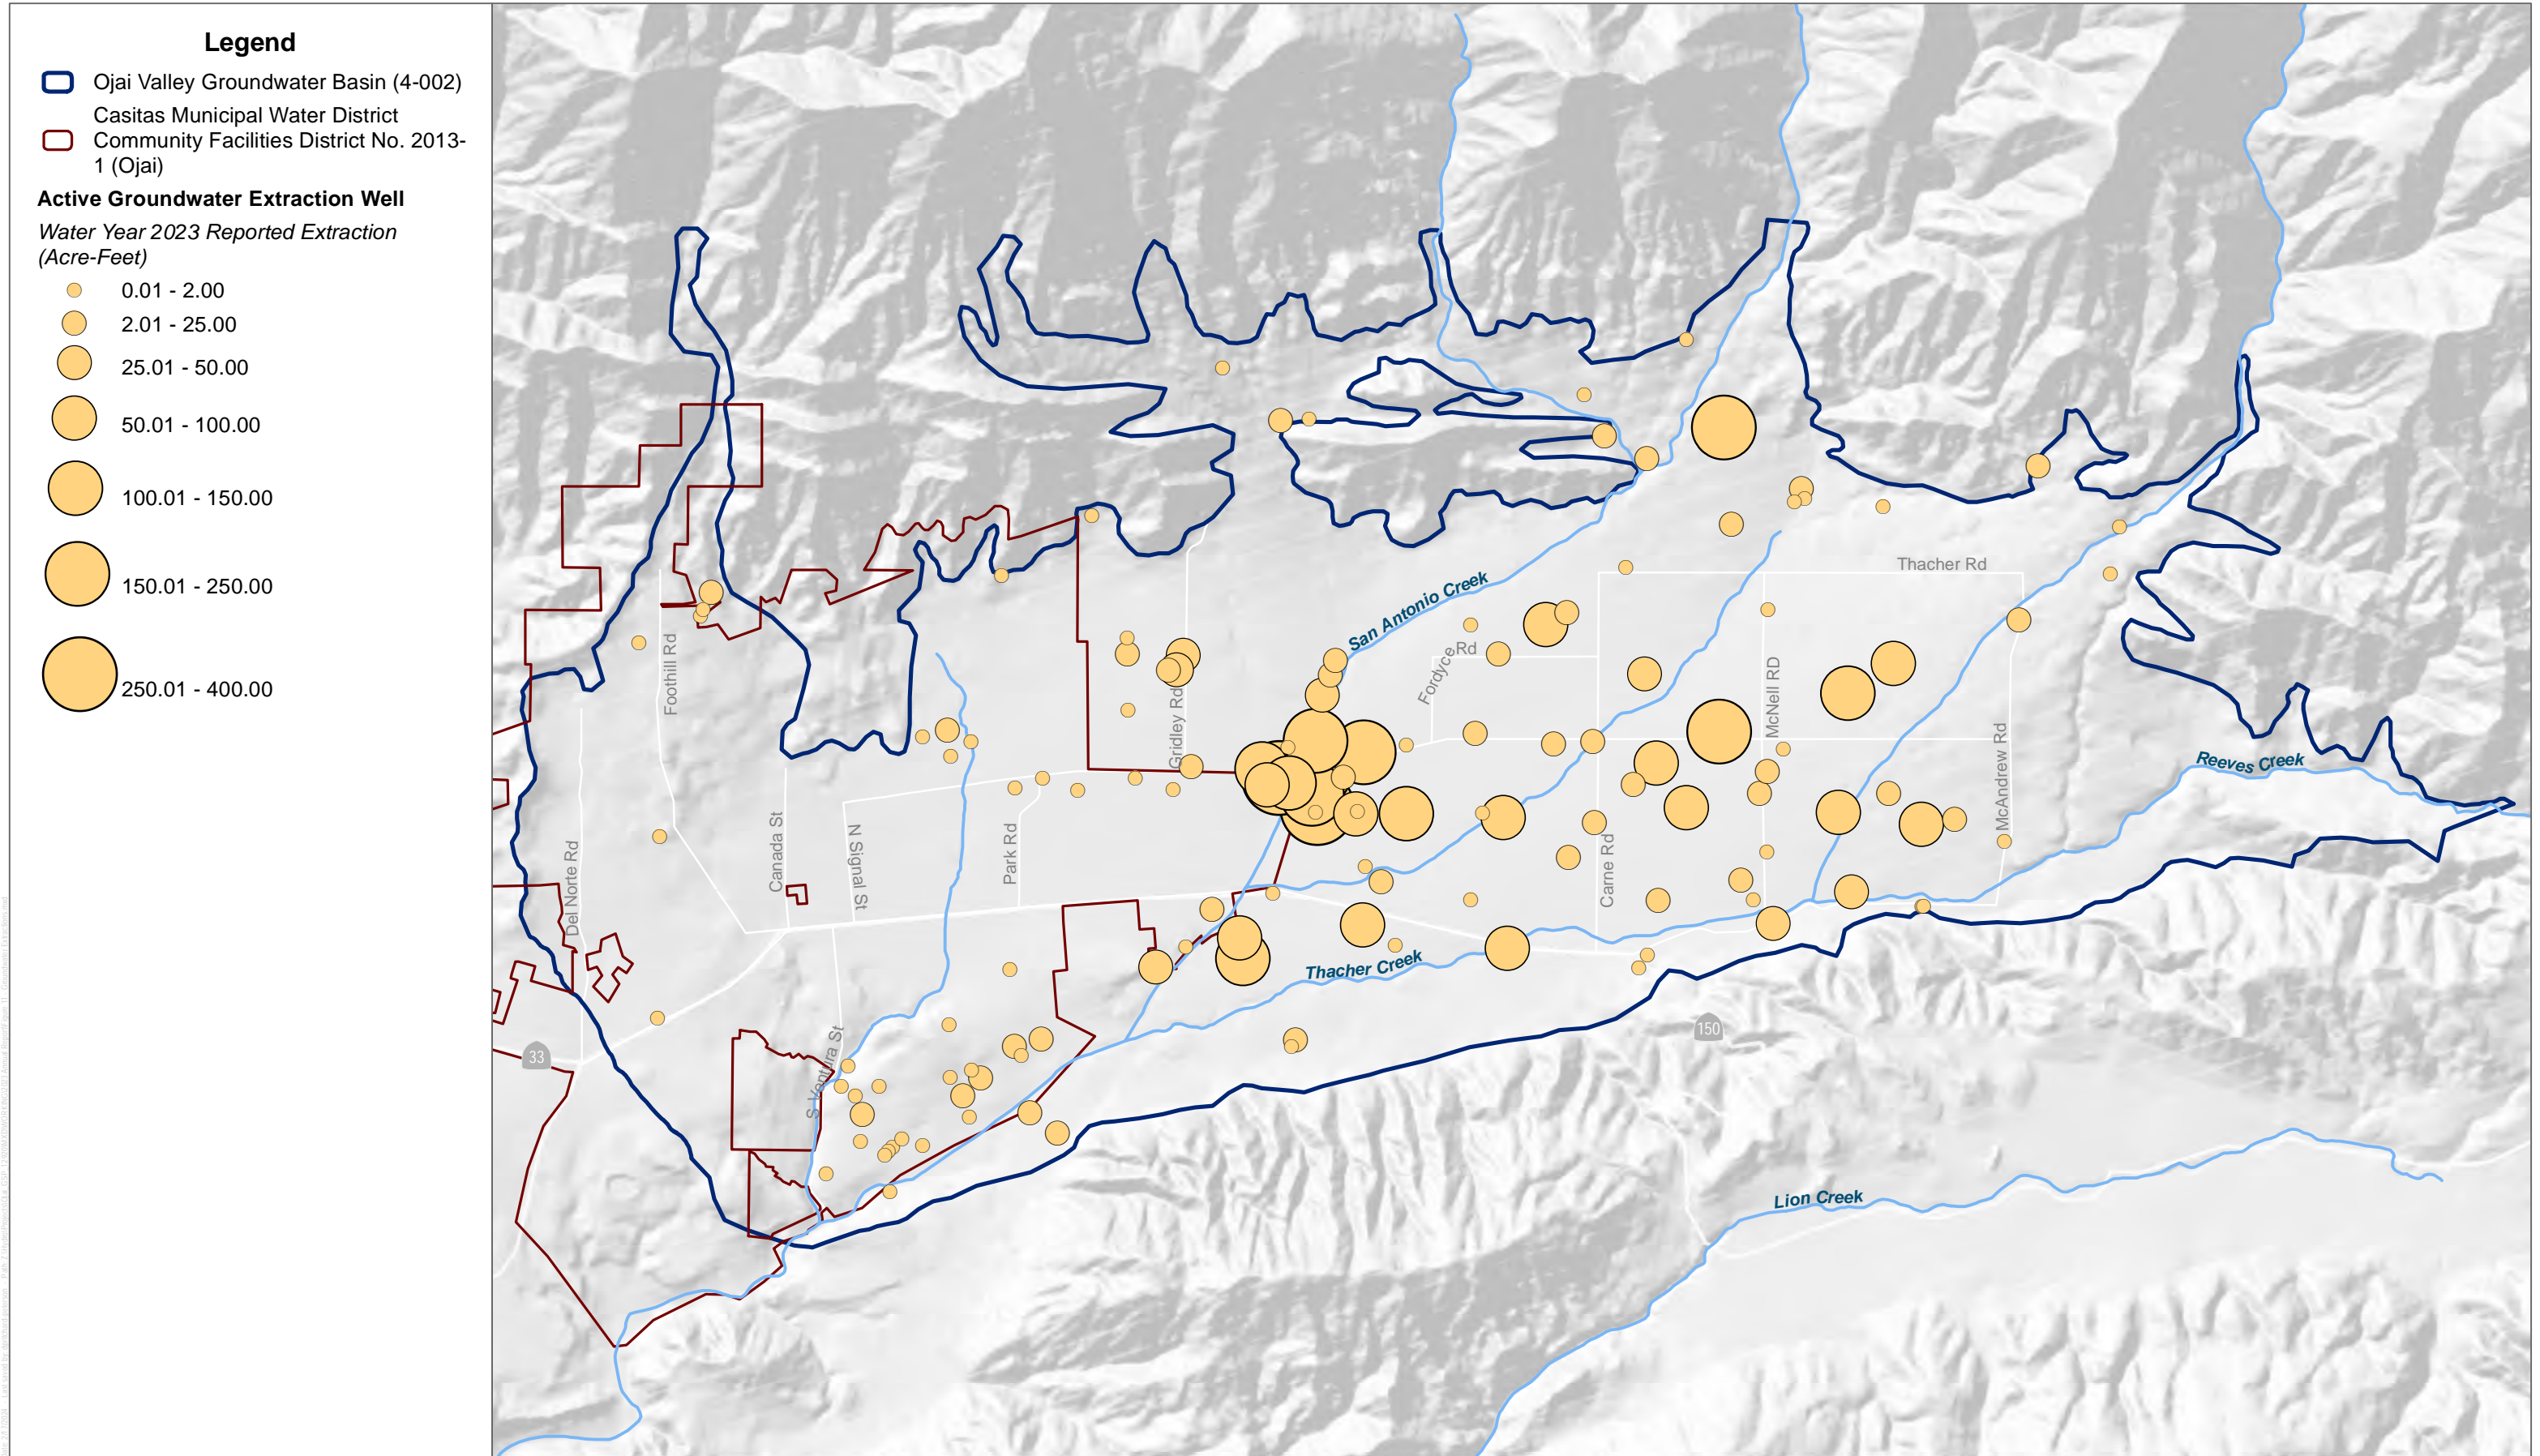 Legend
Ojai Valley Groundwater Basin (4-002)
Casitas Municipal Water District
Community Facilities District No. 2013-
1 (Ojai)
Active Groundwater Extraction Well
Water Year 2023 Reported Extraction
(Acre-Feet)
0.01 - 2.00
2.01 - 25.00
25.01 - 50.00
50.01 - 100.00
100.01 - 150.00
150.01 - 250.00
250.01 - 400.00
Thacher Rd
San Antonio Creek
Fordyce Rd
Foothill Rd
Gridley Rd
McNell RD
McAndrew Rd
Reeves Creek
Del Norte Rd
Canada St
N Signal St
Park Rd
Carne Rd
Thacher Creek
S Ventura St
33
150
Lion Creek